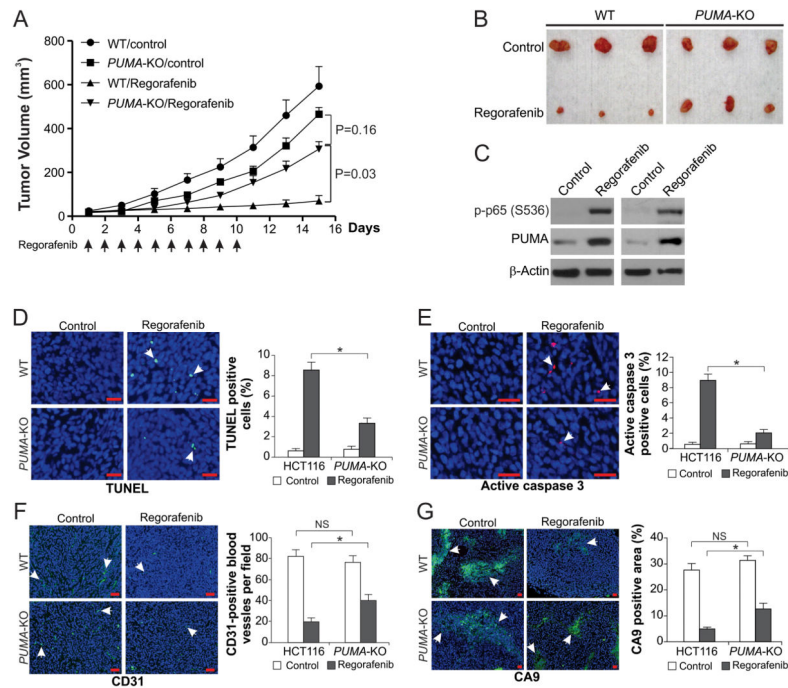 A
Tumor Volume (mm³)
800
600
400
200
0
WT/control
PUMA-KO/control
WT/Regorafenib
PUMA-KO/Regorafenib
P=0.16
P=0.03
0 2 4 6 8 10 12 14 16 Days
Regorafenib
B
WT PUMA-KO
Control
Regorafenib
C
Control Regorafenib Control Regorafenib
p-p65 (S536)
PUMA
β-Actin
HCT116
D
Control Regorafenib
WT
PUMA-KO
TUNEL
TUNEL positive
cells (%)
10
8
6
4
2
0
*
HCT116 PUMA-KO
Control Regorafenib
E
Control Regorafenib
WT
PUMA-KO
Active caspase 3
Active caspase 3
positive cells (%)
12
10
8
6
4
2
0
*
HCT116 PUMA-KO
Control Regorafenib
F
Control Regorafenib
WT
PUMA-KO
CD31
CD31-positive blood
vessles per field
100
80
60
40
20
0
NS
*
HCT116 PUMA-KO
Control Regorafenib
G
Control Regorafenib
WT
PUMA-KO
CA9
CA9 positive area (%)
50
40
30
20
10
0
NS
*
HCT116 PUMA-KO
Control Regorafenib